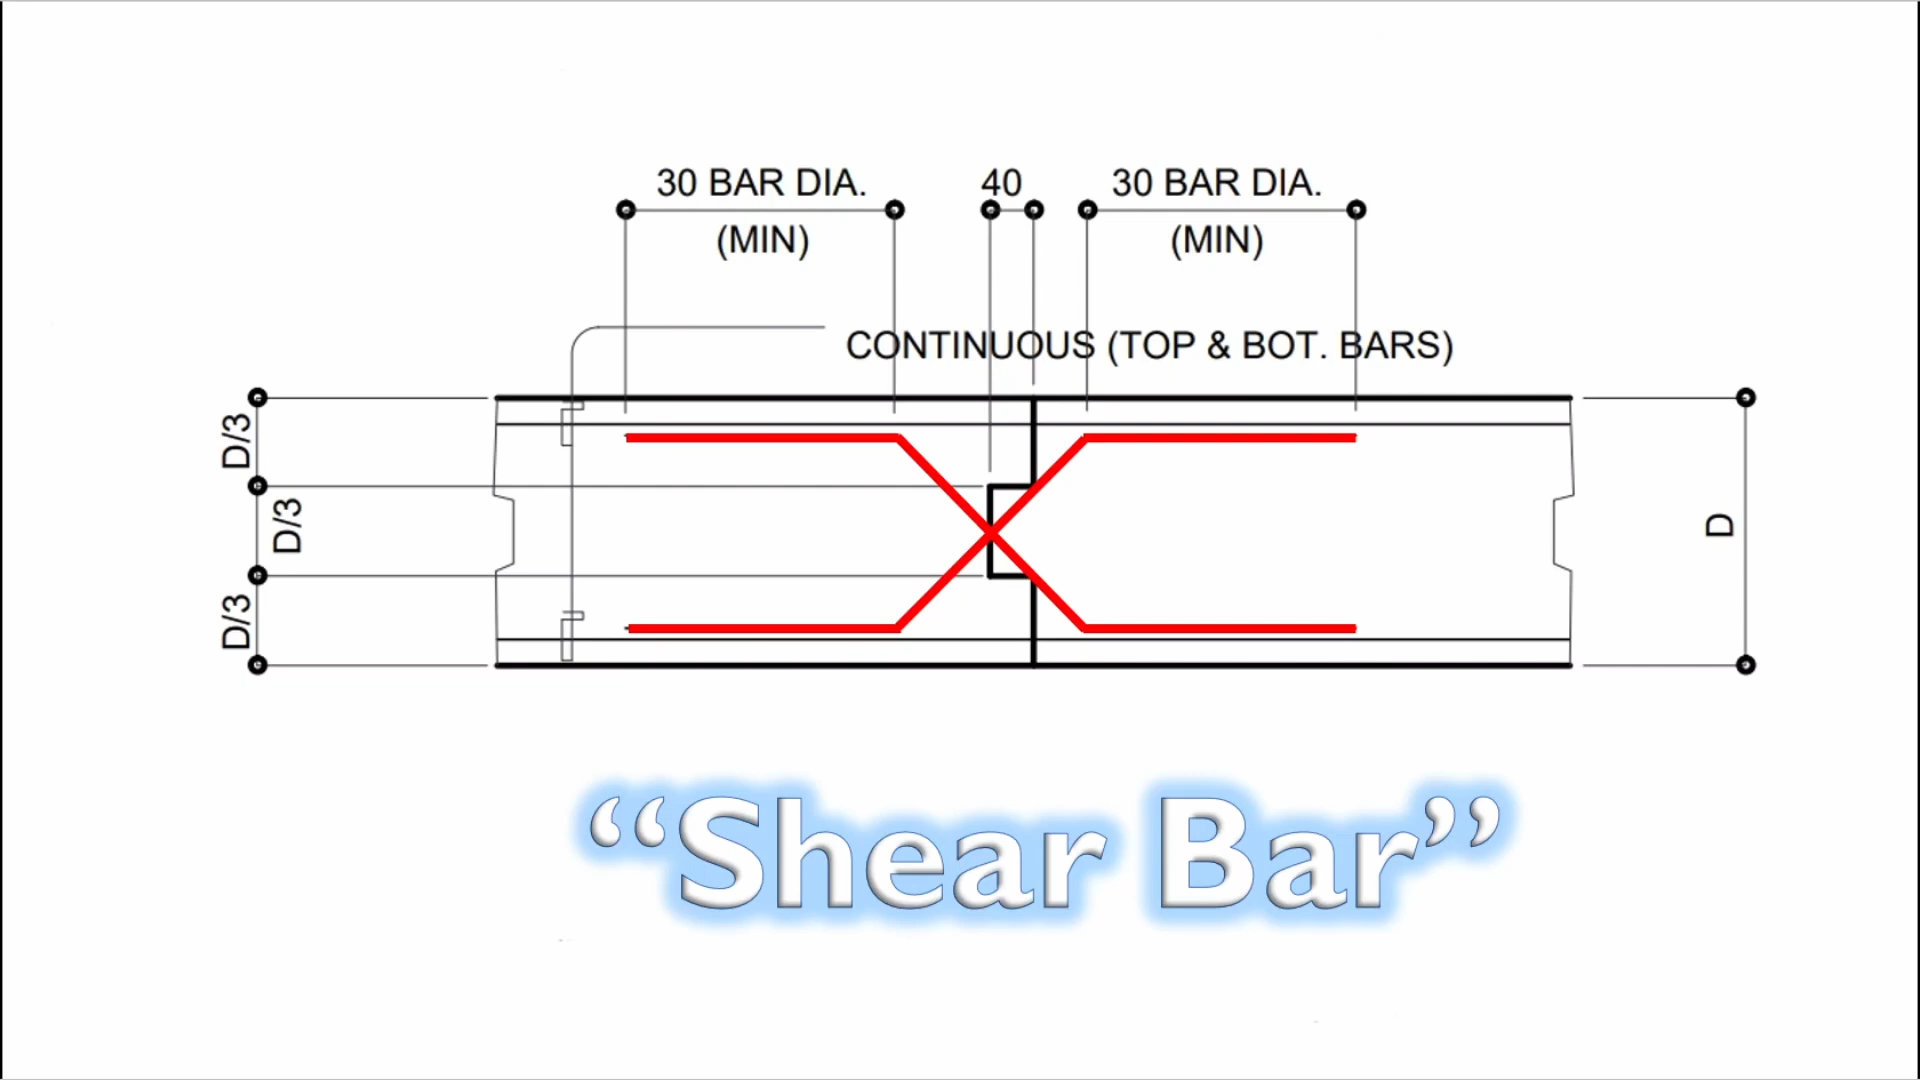 30 BAR DIA.
(MIN)
40
30 BAR DIA.
(MIN)
CONTINUOUS (TOP & BOT. BARS)
D/3
D/3
D/3
D
“Shear Bar”